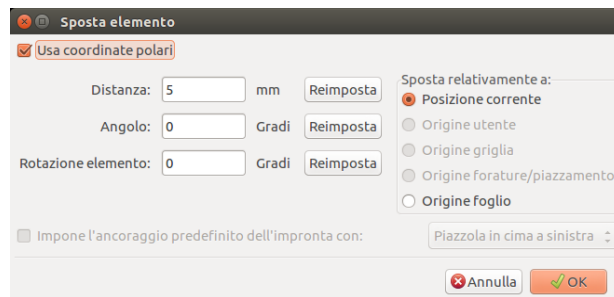 Sposta elemento
Usa coordinate polari
Distanza: 5 mm Reimposta
Angolo: 0 Gradi Reimposta
Rotazione elemento: 0 Gradi Reimposta
Sposta relativamente a:
Posizione corrente
Origine utente
Origine griglia
Origine forature/piazzamento
Origine foglio
Impone l'ancoraggio predefinito dell'impronta con: Piazzola in cima a sinistra
Annulla OK